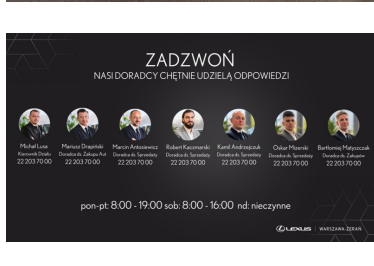 ZADZWOŃ
NASI DORADCY CHĘTNIE UDZIELĄ ODPOWIEDZI
Michał Lusa
Kierownik Działu
22 203 70 00
Mariusz Drapiński
Doradca ds. Zakupu Aut
22 203 70 00
Marcin Antosiewicz
Doradca ds. Sprzedaży
22 203 70 00
Robert Kaczmarski
Doradca ds. Sprzedaży
22 203 70 00
Kamil Andrzejczuk
Doradca ds. Sprzedaży
22 203 70 00
Oskar Mizerski
Doradca ds. Sprzedaży
22 203 70 00
Bartłomiej Matyszczak
Doradca ds. Zakupów
22 203 70 00
pon-pt: 8:00 - 19:00 sob: 8:00 - 16:00 nd: nieczynne
LEXUS | WARSZAWA-ŻERAŃ